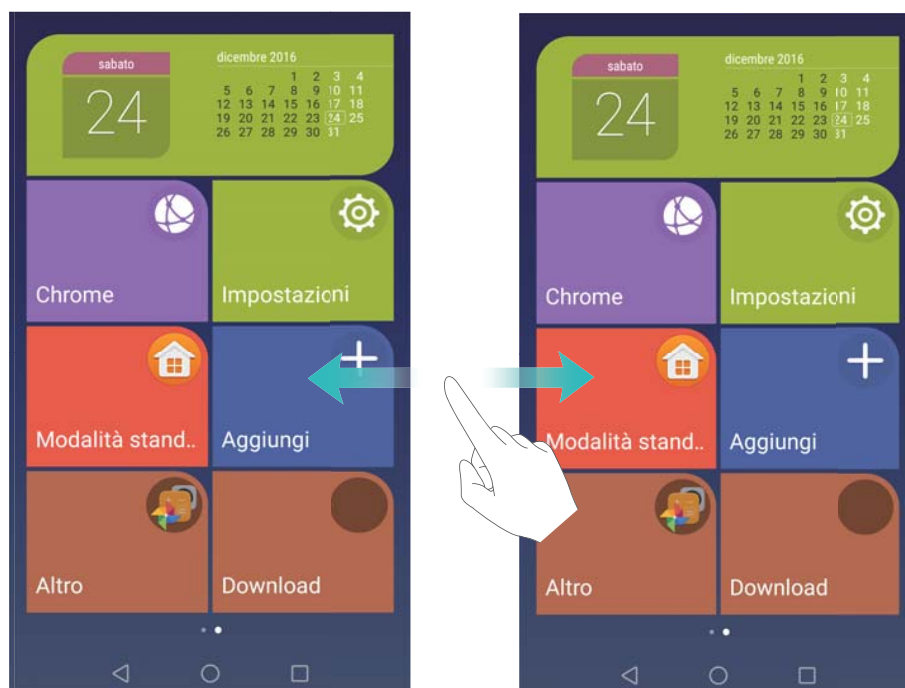 sabato
24
dicembre 2016
1 2 3 4
5 6 7 8 9 10 11
12 13 14 15 16 17 18
19 20 21 22 23 24 25
26 27 28 29 30 31
Chrome
Impostazioni
Modalità stand..
Aggiungi
Altro
Download
sabato
24
dicembre 2016
1 2 3 4
5 6 7 8 9 10 11
12 13 14 15 16 17 18
19 20 21 22 23 24 25
26 27 28 29 30 31
Chrome
Impostazioni
Modalità stand..
Aggiungi
Altro
Download